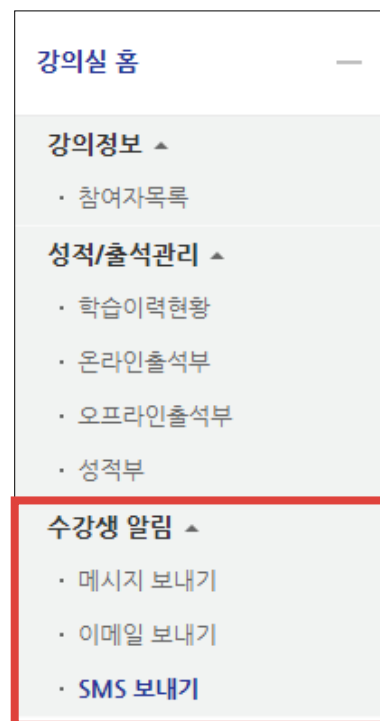 강의실 홈
강의정보
· 참여자목록
성적/출석관리
· 학습이력현황
· 온라인출석부
· 오프라인출석부
· 성적부
수강생 알림
· 메시지 보내기
· 이메일 보내기
· SMS 보내기